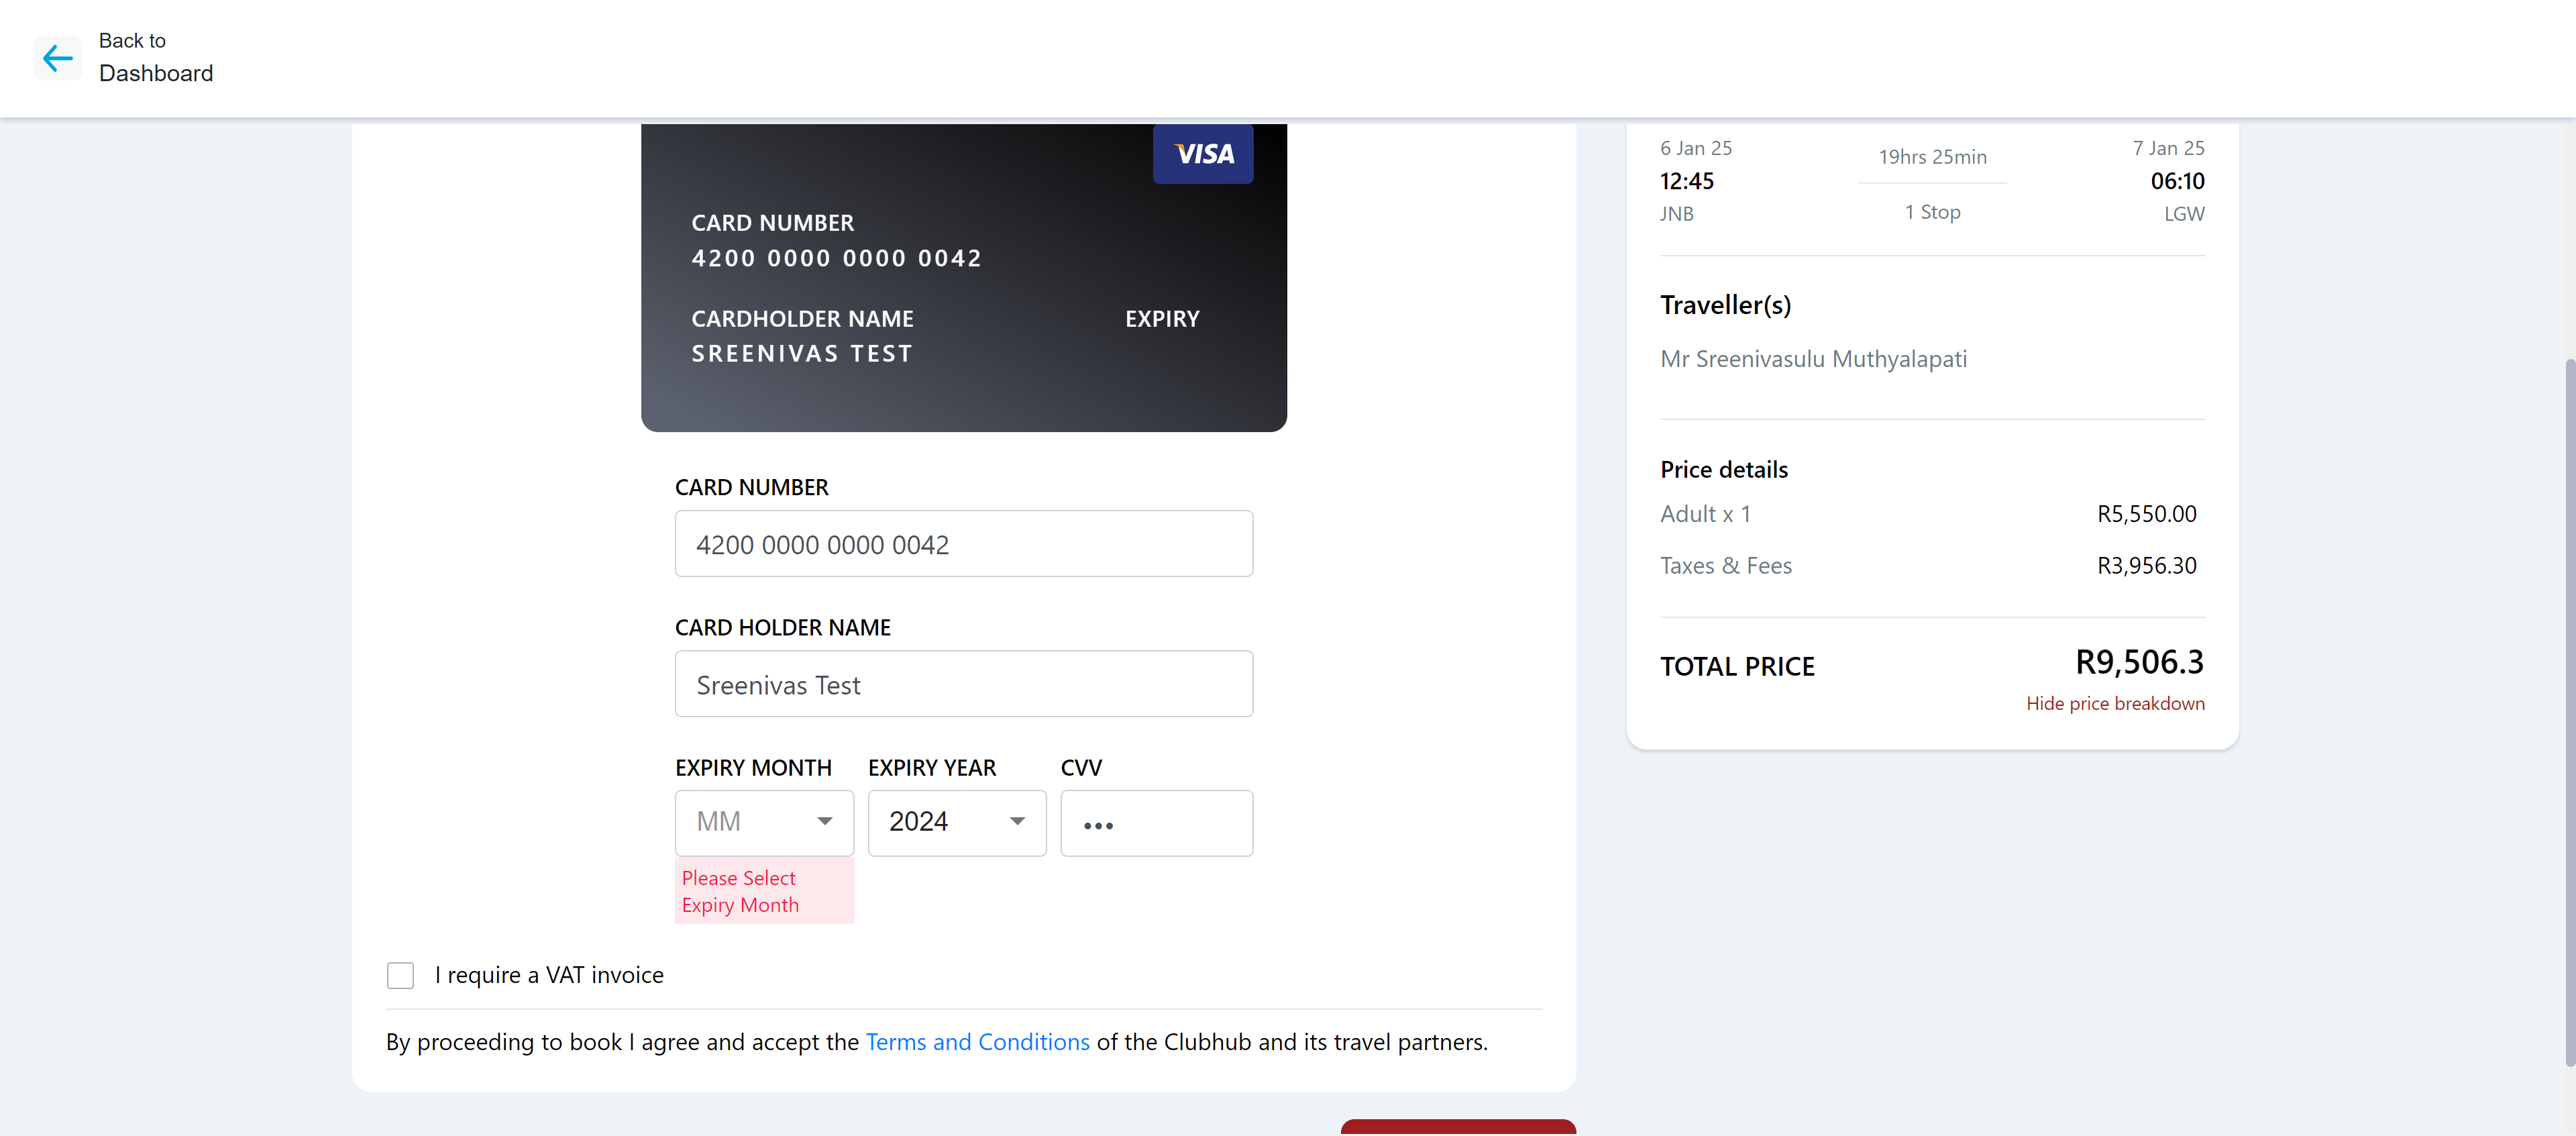 Back to
Dashboard
VISA
CARD NUMBER
4200 0000 0000 0042
CARDHOLDER NAME EXPIRY
SREENIVAS TEST
CARD NUMBER
4200 0000 0000 0042
CARD HOLDER NAME
Sreenivas Test
EXPIRY MONTH EXPIRY YEAR CVV
MM 2024 •••
Please Select
Expiry Month
I require a VAT invoice
By proceeding to book I agree and accept the Terms and Conditions of the Clubhub and its travel partners.
6 Jan 25 19hrs 25min 7 Jan 25
12:45 06:10
JNB 1 Stop LGW
Traveller(s)
Mr Sreenivasulu Muthyalapati
Price details
Adult x 1 R5,550.00
Taxes & Fees R3,956.30
TOTAL PRICE R9,506.3
Hide price breakdown